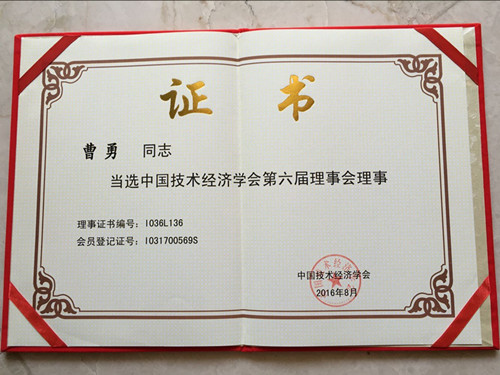 证书
曹勇 同志
当选中国技术经济学会第六届理事会理事
理事证书编号：I036L136
会员登记证号：I031700569S
中国技术经济学会
2016年8月